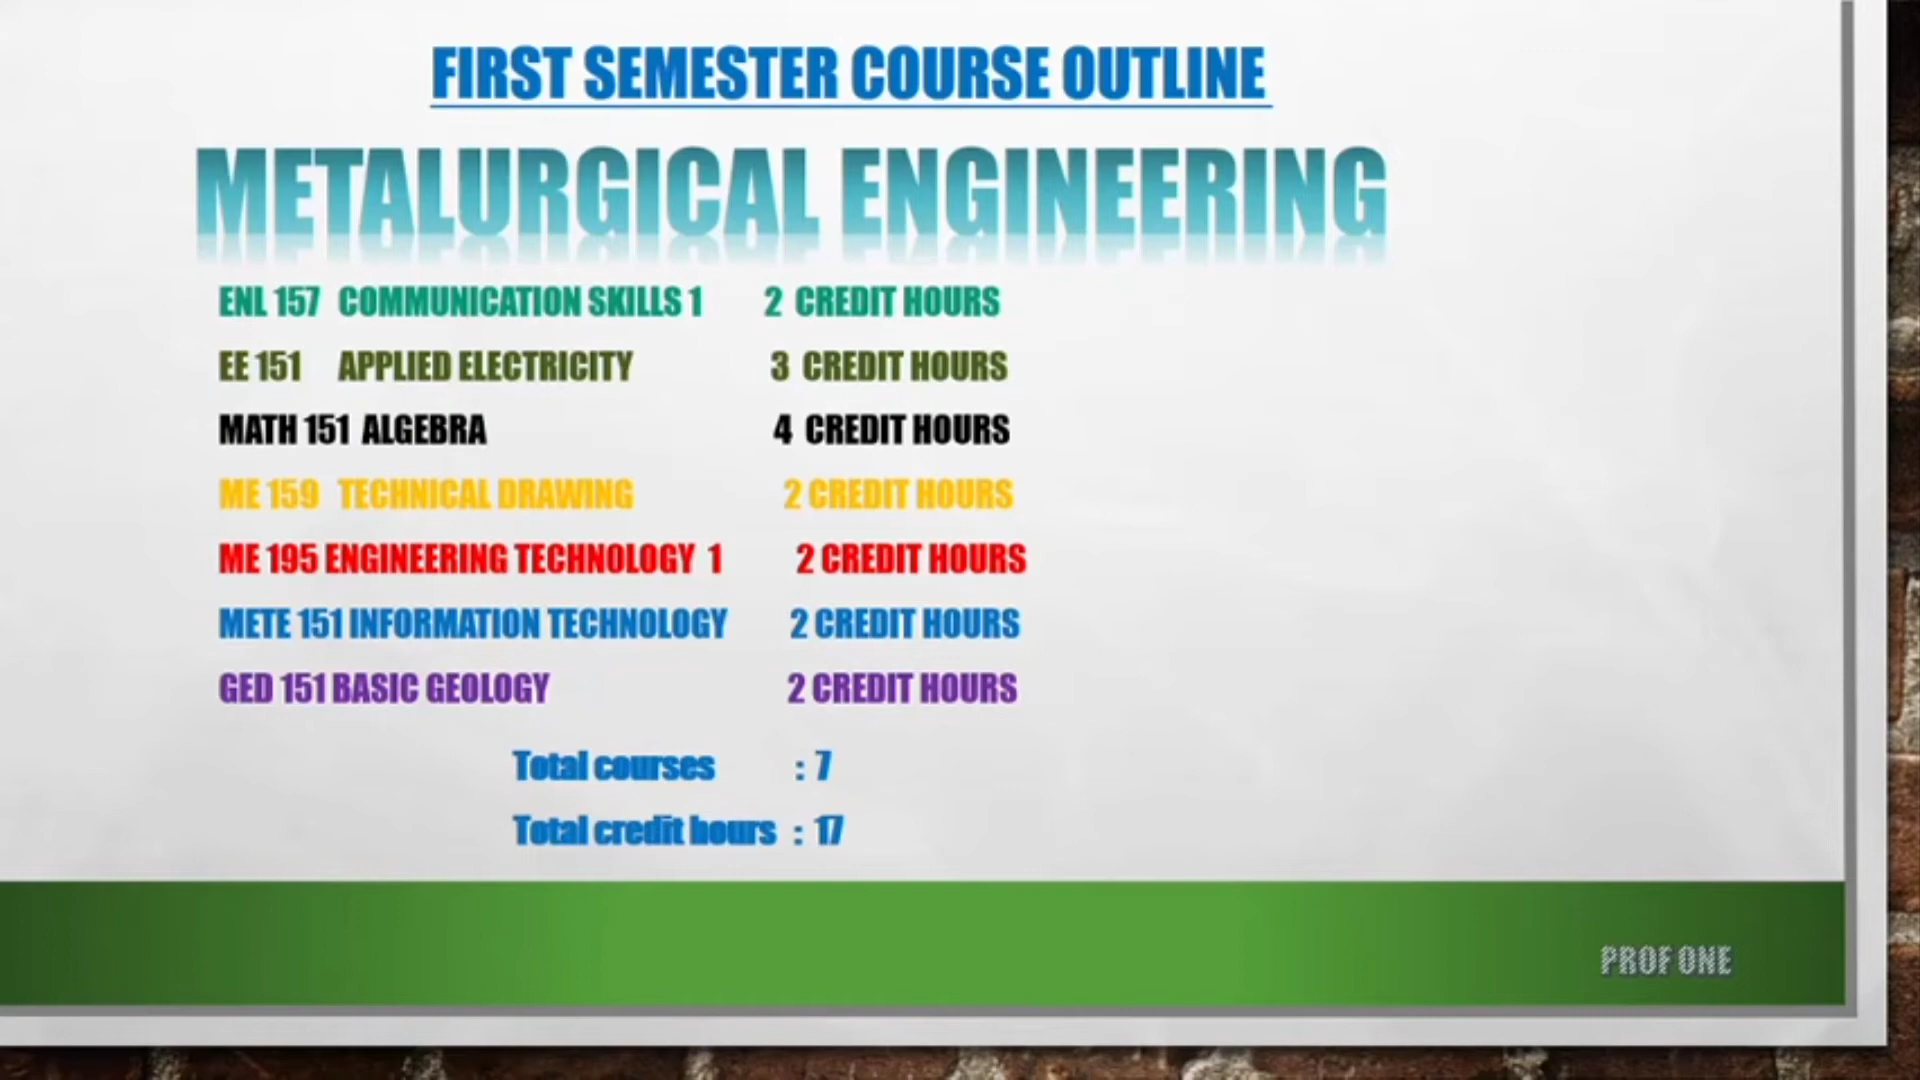 FIRST SEMESTER COURSE OUTLINE
METALURGICAL ENGINEERING
ENL 157 COMMUNICATION SKILLS 1 2 CREDIT HOURS
EE 151 APPLIED ELECTRICITY 3 CREDIT HOURS
MATH 151 ALGEBRA 4 CREDIT HOURS
ME 159 TECHNICAL DRAWING 2 CREDIT HOURS
ME 195 ENGINEERING TECHNOLOGY 1 2 CREDIT HOURS
METE 151 INFORMATION TECHNOLOGY 2 CREDIT HOURS
GED 151 BASIC GEOLOGY 2 CREDIT HOURS
Total courses : 7
Total credit hours : 17
PROF ONE